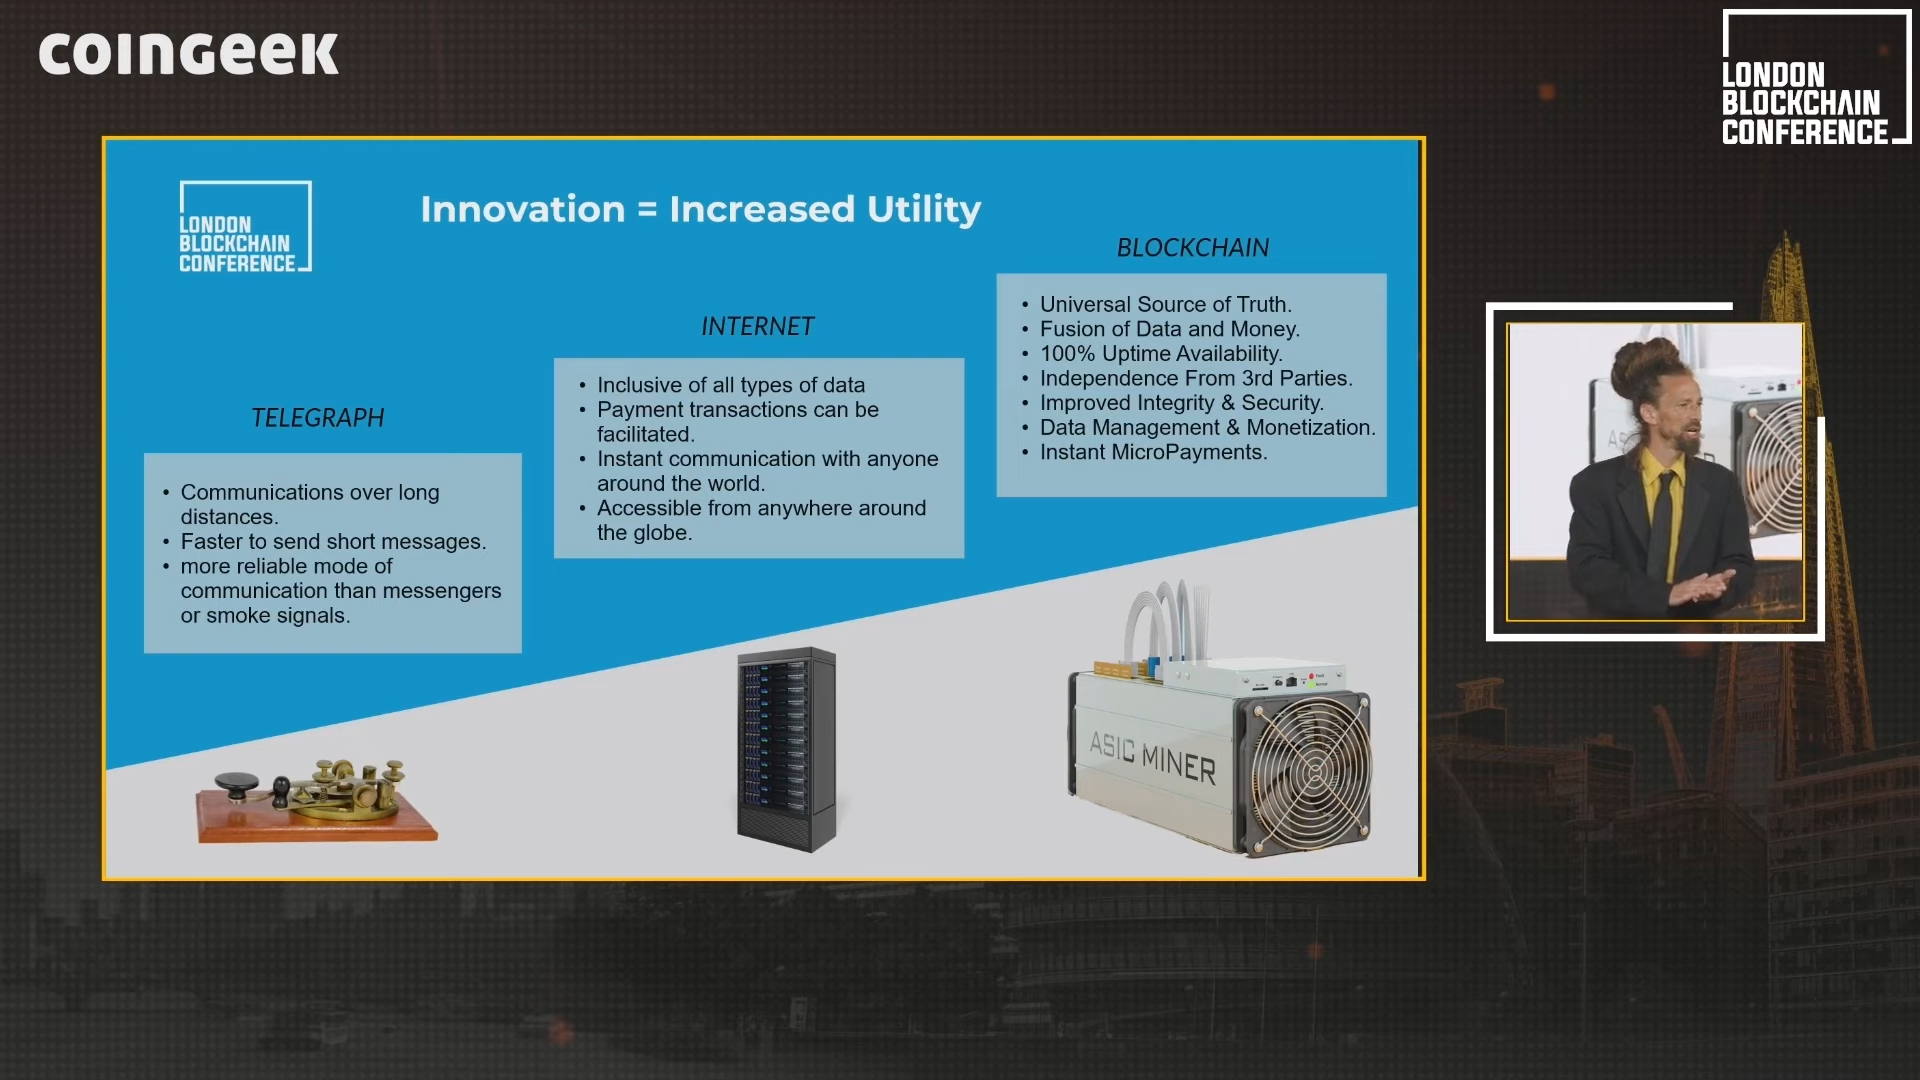 COINGEEK
LONDON
BLOCKCHAIN
CONFERENCE
LONDON
BLOCKCHAIN
CONFERENCE
Innovation = Increased Utility
TELEGRAPH
• Communications over long
distances.
• Faster to send short messages.
• more reliable mode of
communication than messengers
or smoke signals.
INTERNET
• Inclusive of all types of data
• Payment transactions can be
facilitated.
• Instant communication with anyone
around the world.
• Accessible from anywhere around
the globe.
BLOCKCHAIN
• Universal Source of Truth.
• Fusion of Data and Money.
• 100% Uptime Availability.
• Independence From 3rd Parties.
• Improved Integrity & Security.
• Data Management & Monetization.
• Instant MicroPayments.
ASIC MINER